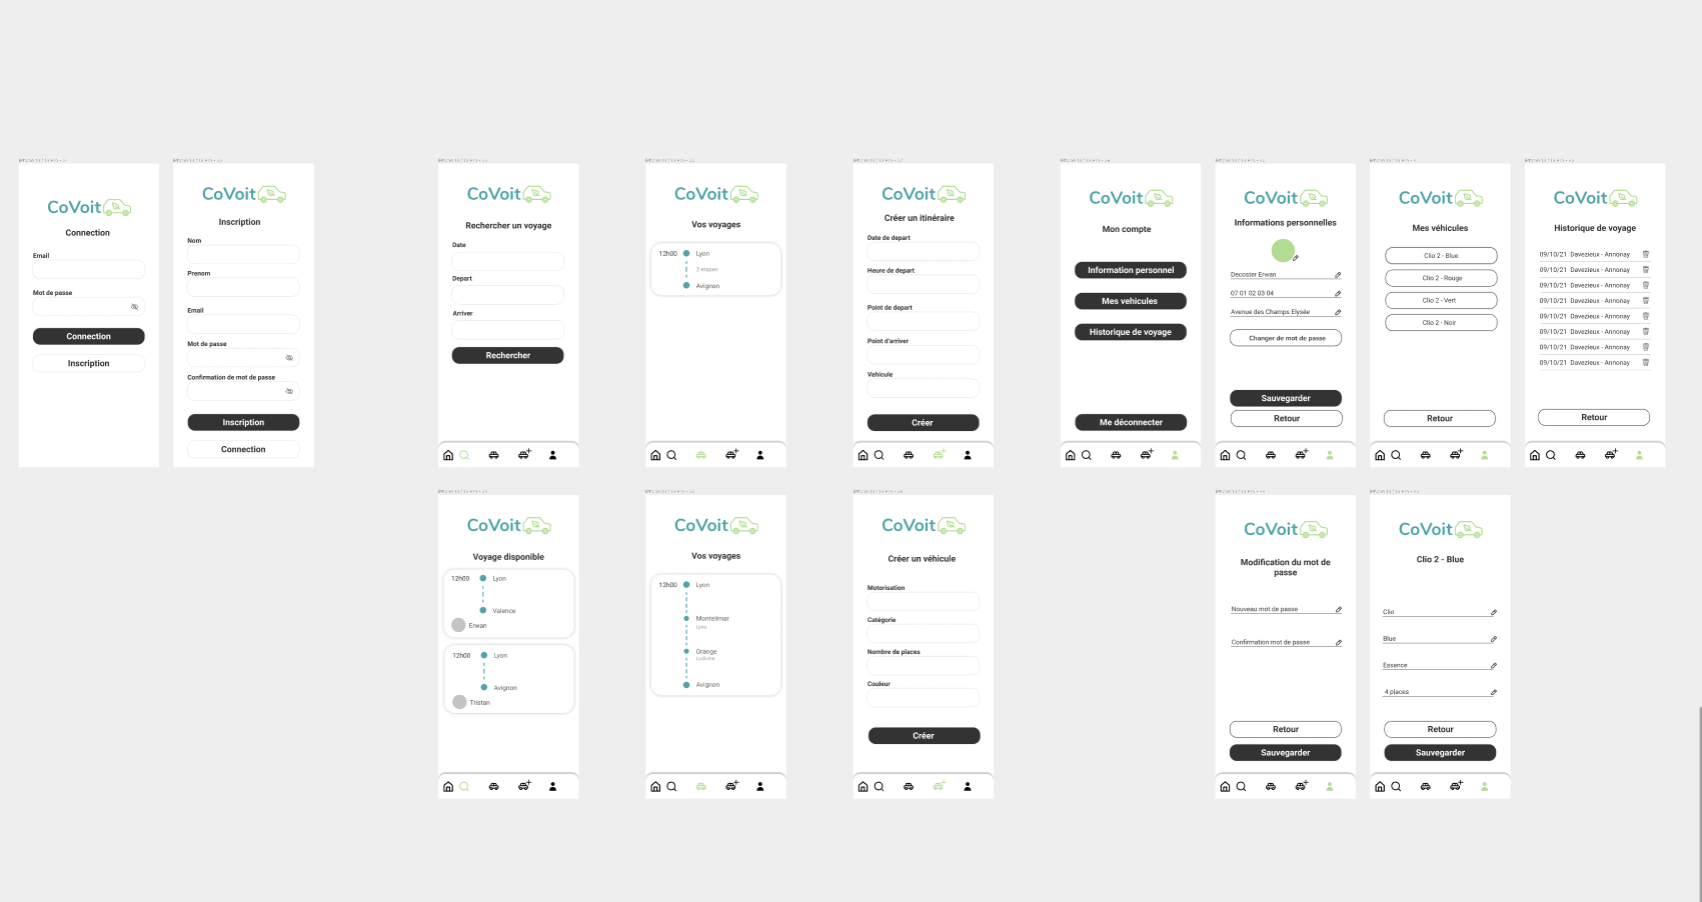 CoVoit
Connection
Email
Mot de passe
Connection
Inscription
CoVoit
Inscription
Nom
Prenom
Email
Mot de passe
Confirmation de mot de passe
Inscription
Connection
CoVoit
Rechercher un voyage
Date
Depart
Arriver
Rechercher
CoVoit
Vos voyages
12h00 Lyon
2 etapes
Avignon
CoVoit
Créer un itinéraire
Date de depart
Heure de depart
Point de depart
Point d'arriver
Vehicule
Créer
CoVoit
Mon compte
Information personnel
Mes vehicules
Historique de voyage
Me déconnecter
CoVoit
Informations personnelles
Decoster Erwan
07 01 02 03 04
Avenue des Champs Elysée
Changer de mot de passe
Sauvegarder
Retour
CoVoit
Mes véhicules
Clio 2 - Blue
Clio 2 - Rouge
Clio 2 - Vert
Clio 2 - Noir
Retour
CoVoit
Historique de voyage
09/10/21 Davezieux - Annonay
09/10/21 Davezieux - Annonay
09/10/21 Davezieux - Annonay
09/10/21 Davezieux - Annonay
09/10/21 Davezieux - Annonay
09/10/21 Davezieux - Annonay
09/10/21 Davezieux - Annonay
09/10/21 Davezieux - Annonay
Retour
CoVoit
Voyage disponible
12h00 Lyon
Valence
Erwan
12h00 Lyon
Avignon
Tristan
CoVoit
Vos voyages
12h00 Lyon
Montelimar
Orange
Ludivine
Avignon
CoVoit
Créer un véhicule
Motorisation
Catégorie
Nombre de places
Couleur
Créer
CoVoit
Modification du mot de
passe
Nouveau mot de passe
Confirmation mot de passe
Retour
Sauvegarder
CoVoit
Clio 2 - Blue
Clio
Blue
Essence
4 places
Retour
Sauvegarder